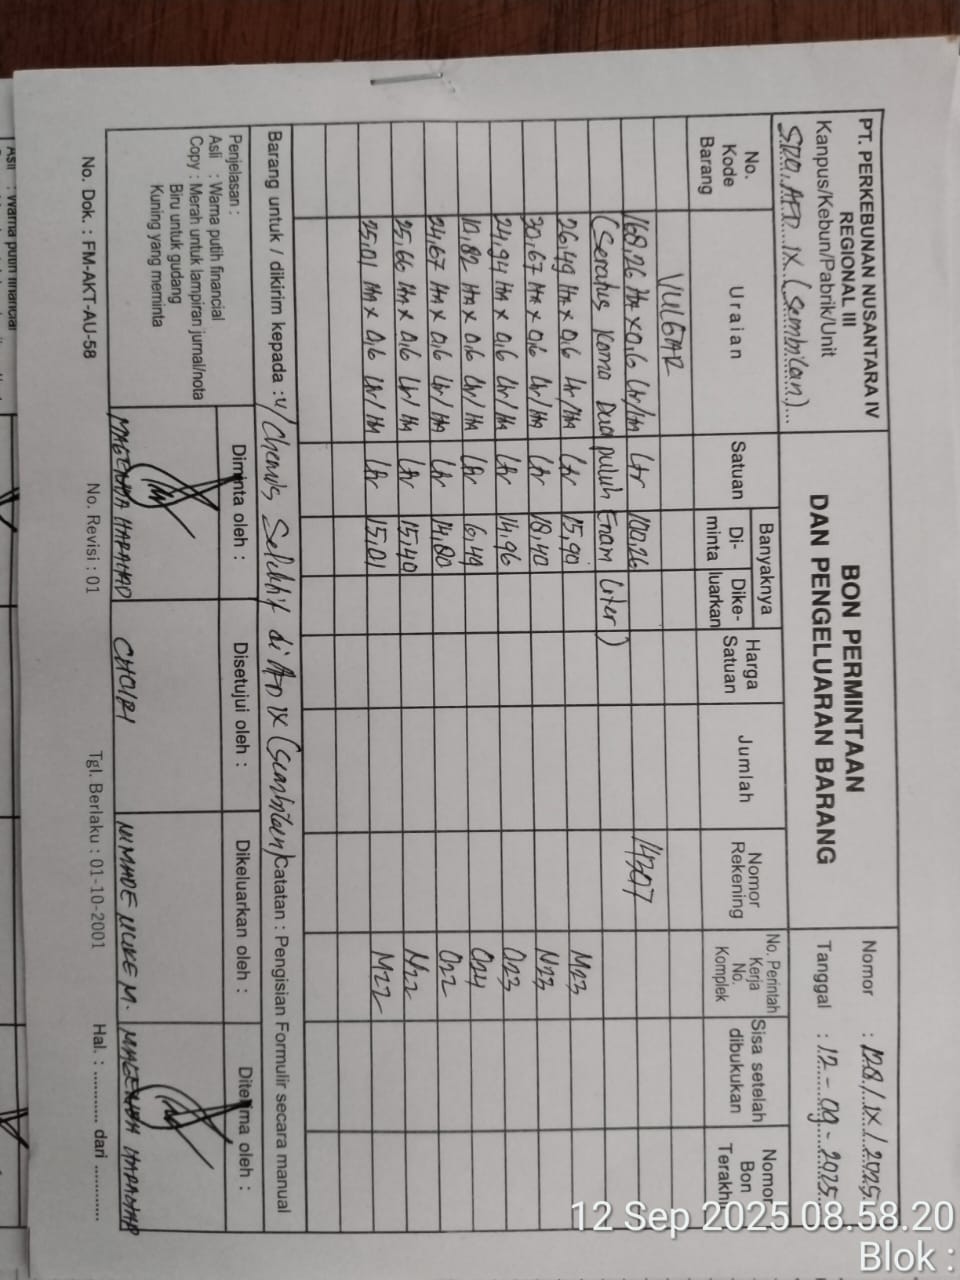 PT. PERKEBUNAN NUSANTARA IV
REGIONAL III
Kanpus/Kebun/Pabrik/Unit
SRO, AFD IX (Sembilan)
BON PERMINTAAN
DAN PENGELUARAN BARANG
Nomor : 128/IX/2025
Tanggal : 12-09-2025
No. Kode Barang Uraian Satuan Banyaknya Di-minta Dike-luarkan Harga Satuan Jumlah Nomor Rekening No. Perintah Kerja No. Komplek Sisa setelah dibukukan Nomor Bon Terakhir
VULGAR
168,26 HA x 0,6 Ltr/HA Ltr 100,26 14307
(Seratus Koma Dua puluh Enam Liter)
26,49 HA x 0,6 Ltr/HA Ltr 15,90 M23
30,67 HA x 0,6 Ltr/HA Ltr 18,40 N23
24,94 HA x 0,6 Ltr/HA Ltr 14,96 O23
10,82 HA x 0,6 Ltr/HA Ltr 6,49 O24
24,67 HA x 0,6 Ltr/HA Ltr 14,80 O22
25,66 HA x 0,6 Ltr/HA Ltr 15,40 N22
25,01 HA x 0,6 Ltr/HA Ltr 15,01 M22
Barang untuk / dikirim kepada : u/ Chemis Selektif di AFD IX (sembilan) Catatan : Pengisian Formulir secara manual
Penjelasan :
Asli : Warna putih financial
Copy : Merah untuk lampiran jurnal/nota
Biru untuk gudang
Kuning yang meminta
Diminta oleh : Disetujui oleh : Dikeluarkan oleh : Diterima oleh :
MAGENDA HARAHAP CHOIRI NIMADE NUKE M. MAGENDA HARAHAP
No. Dok. : FM-AKT-AU-58 No. Revisi : 01 Tgl. Berlaku : 01-10-2001 Hal. : ........... dari ............
Asli : Warna putih financial
12 Sep 2025 08.58.20
Blok :